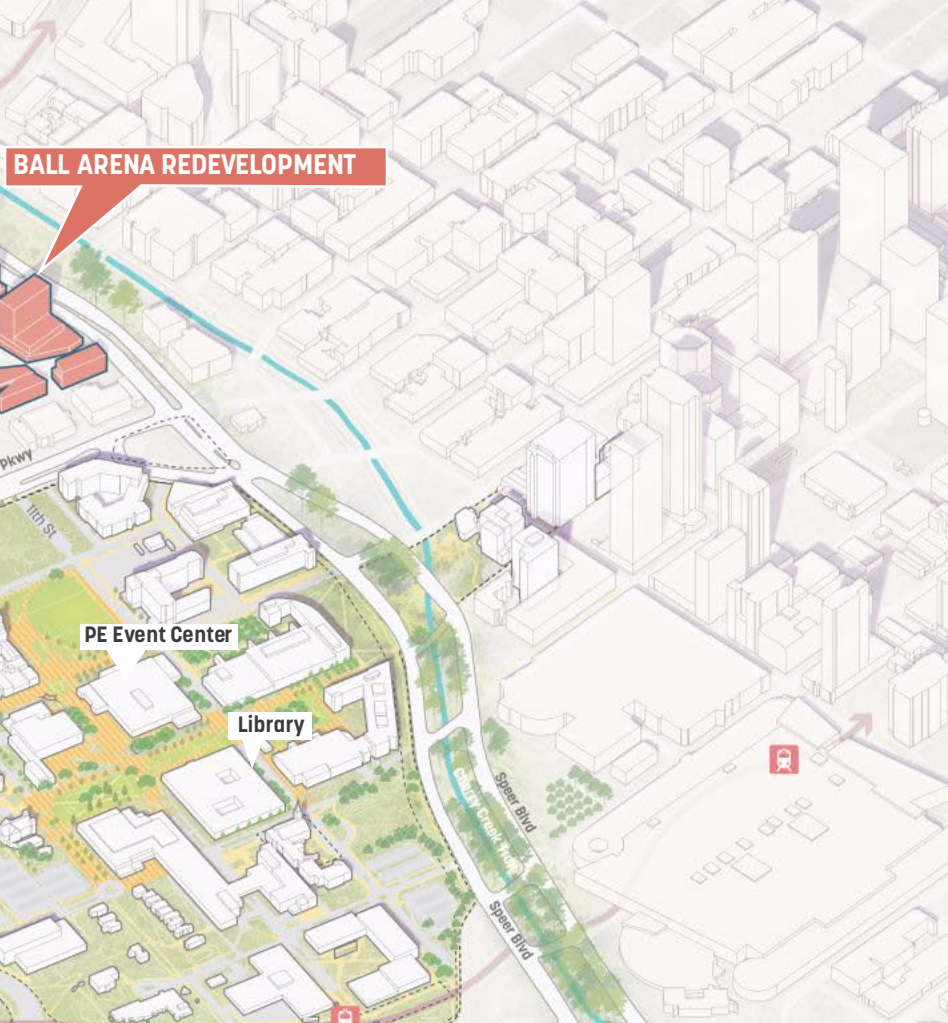 BALL ARENA REDEVELOPMENT
Pkwy
11th St
PE Event Center
Library
Speer Blvd
Cherry Creek Trail
Speer Blvd